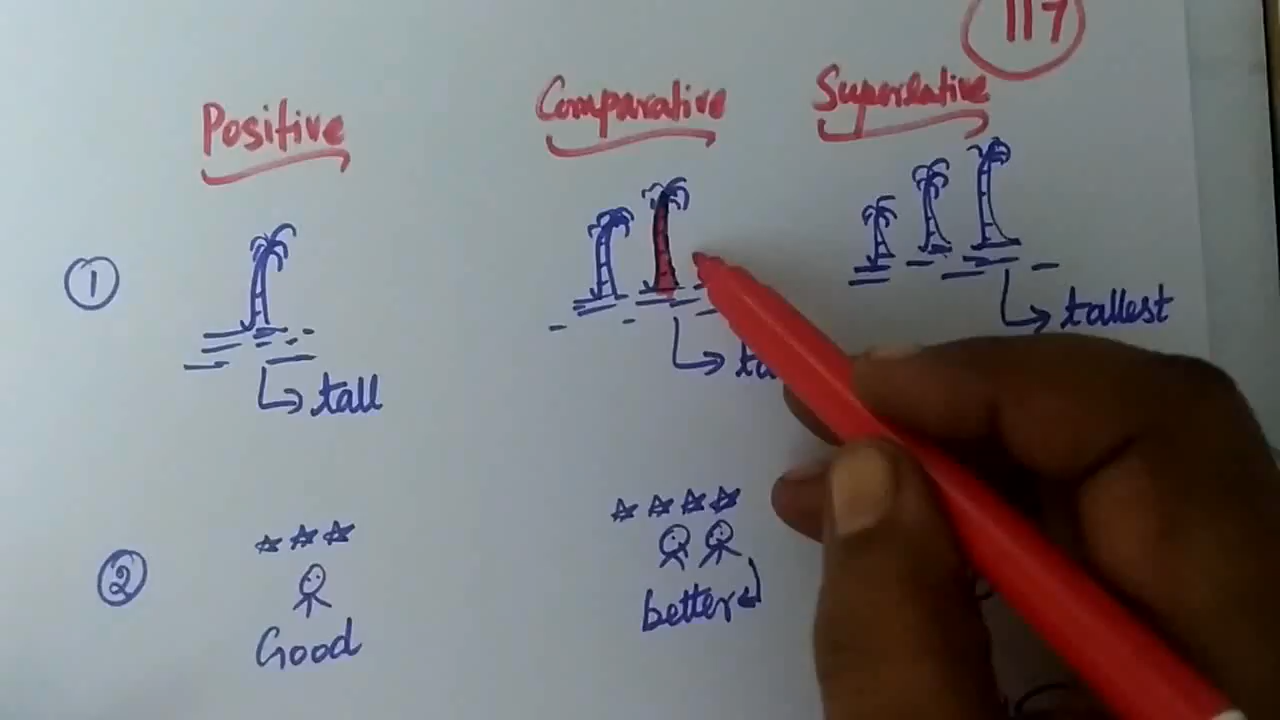 117
Positive
Comparative
Superlative
1
tall
tallest
2
Good
better